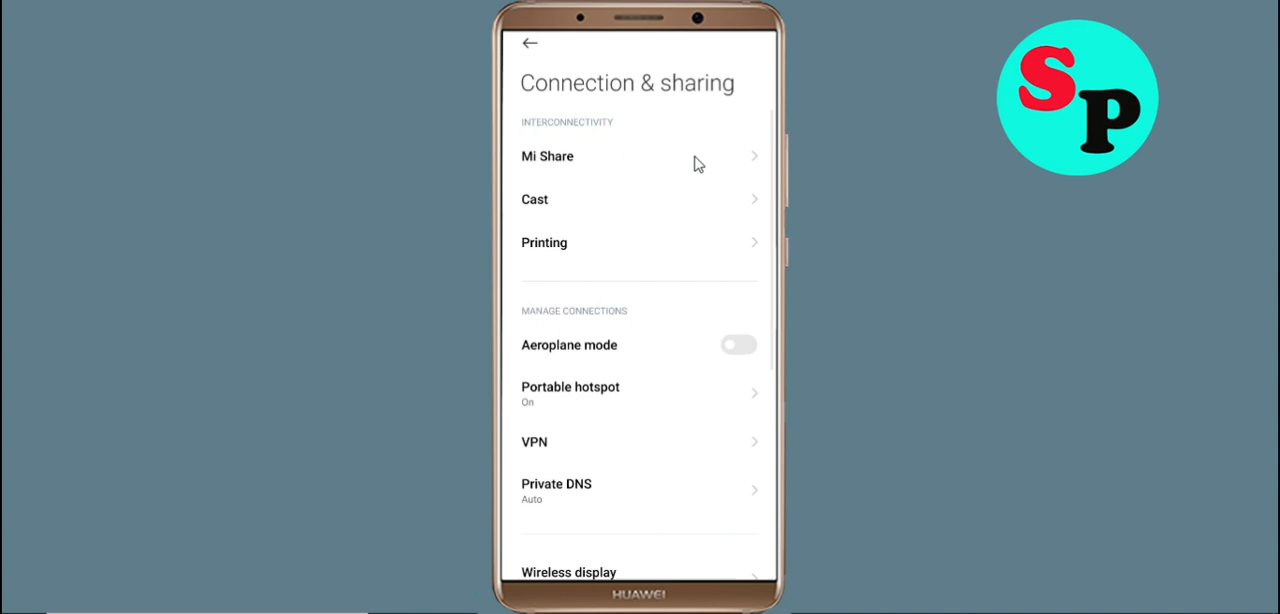 Connection & sharing
INTERCONNECTIVITY
Mi Share
Cast
Printing
MANAGE CONNECTIONS
Aeroplane mode
Portable hotspot
On
VPN
Private DNS
Auto
Wireless display
HUAWEI
SP